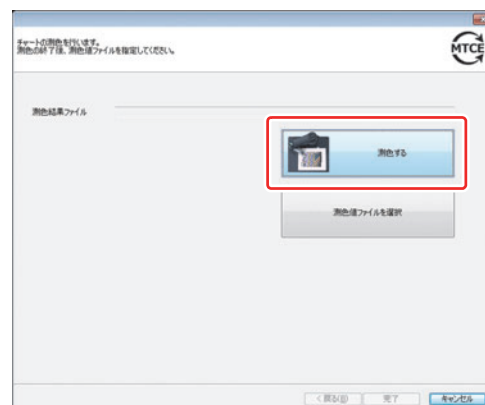 チャートの測色を行います。
測色の終了後、測色値ファイルを指定してください。
MTCE
測色結果ファイル
測色する
測色値ファイルを選択
< 戻る(B)
完了
キャンセル